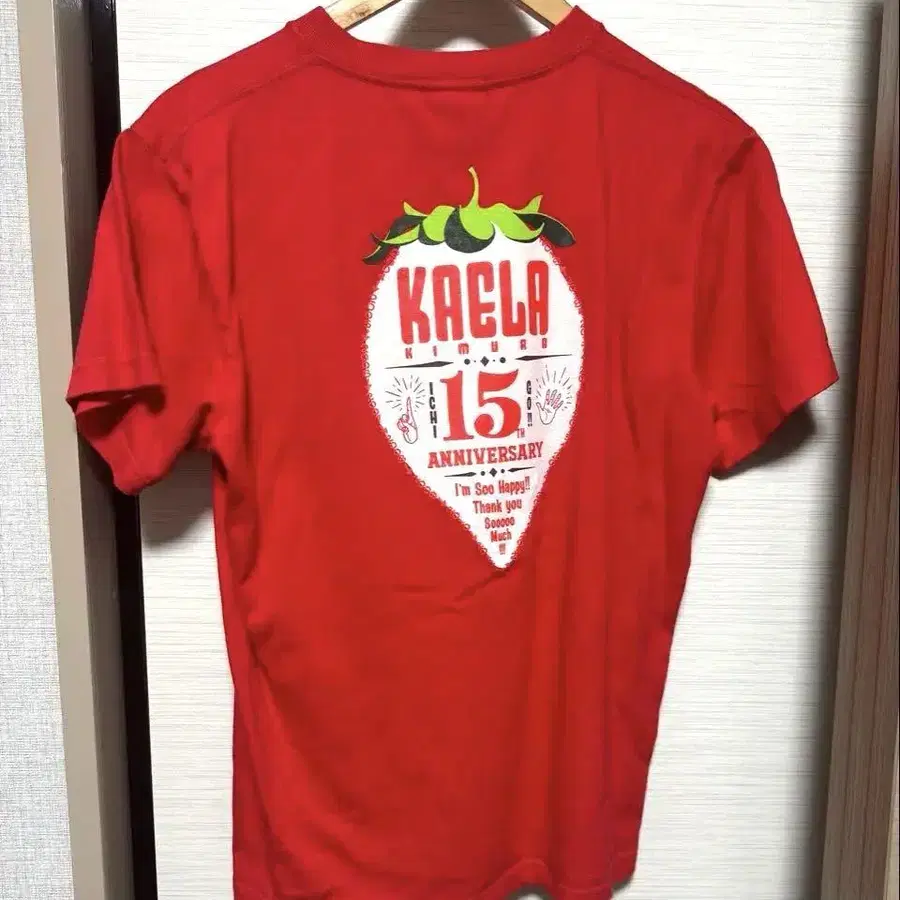 KAELA
KIMURA
ICHI
15TH
GO!!
ANNIVERSARY
I'm Soo Happy!!
Thank you
Sooooo
Much
!!!